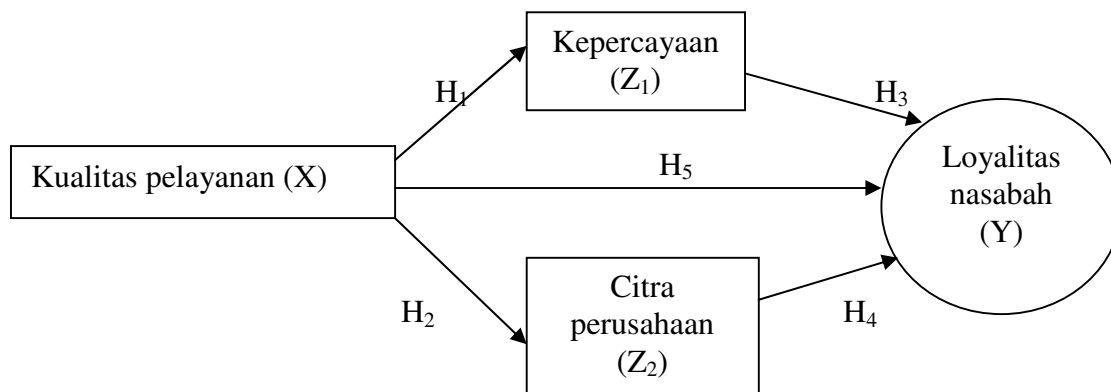 Kepercayaan
(Z₁)
H₁
H₃
Kualitas pelayanan (X)
H₅
Loyalitas
nasabah
(Y)
H₂
Citra
perusahaan
(Z₂)
H₄